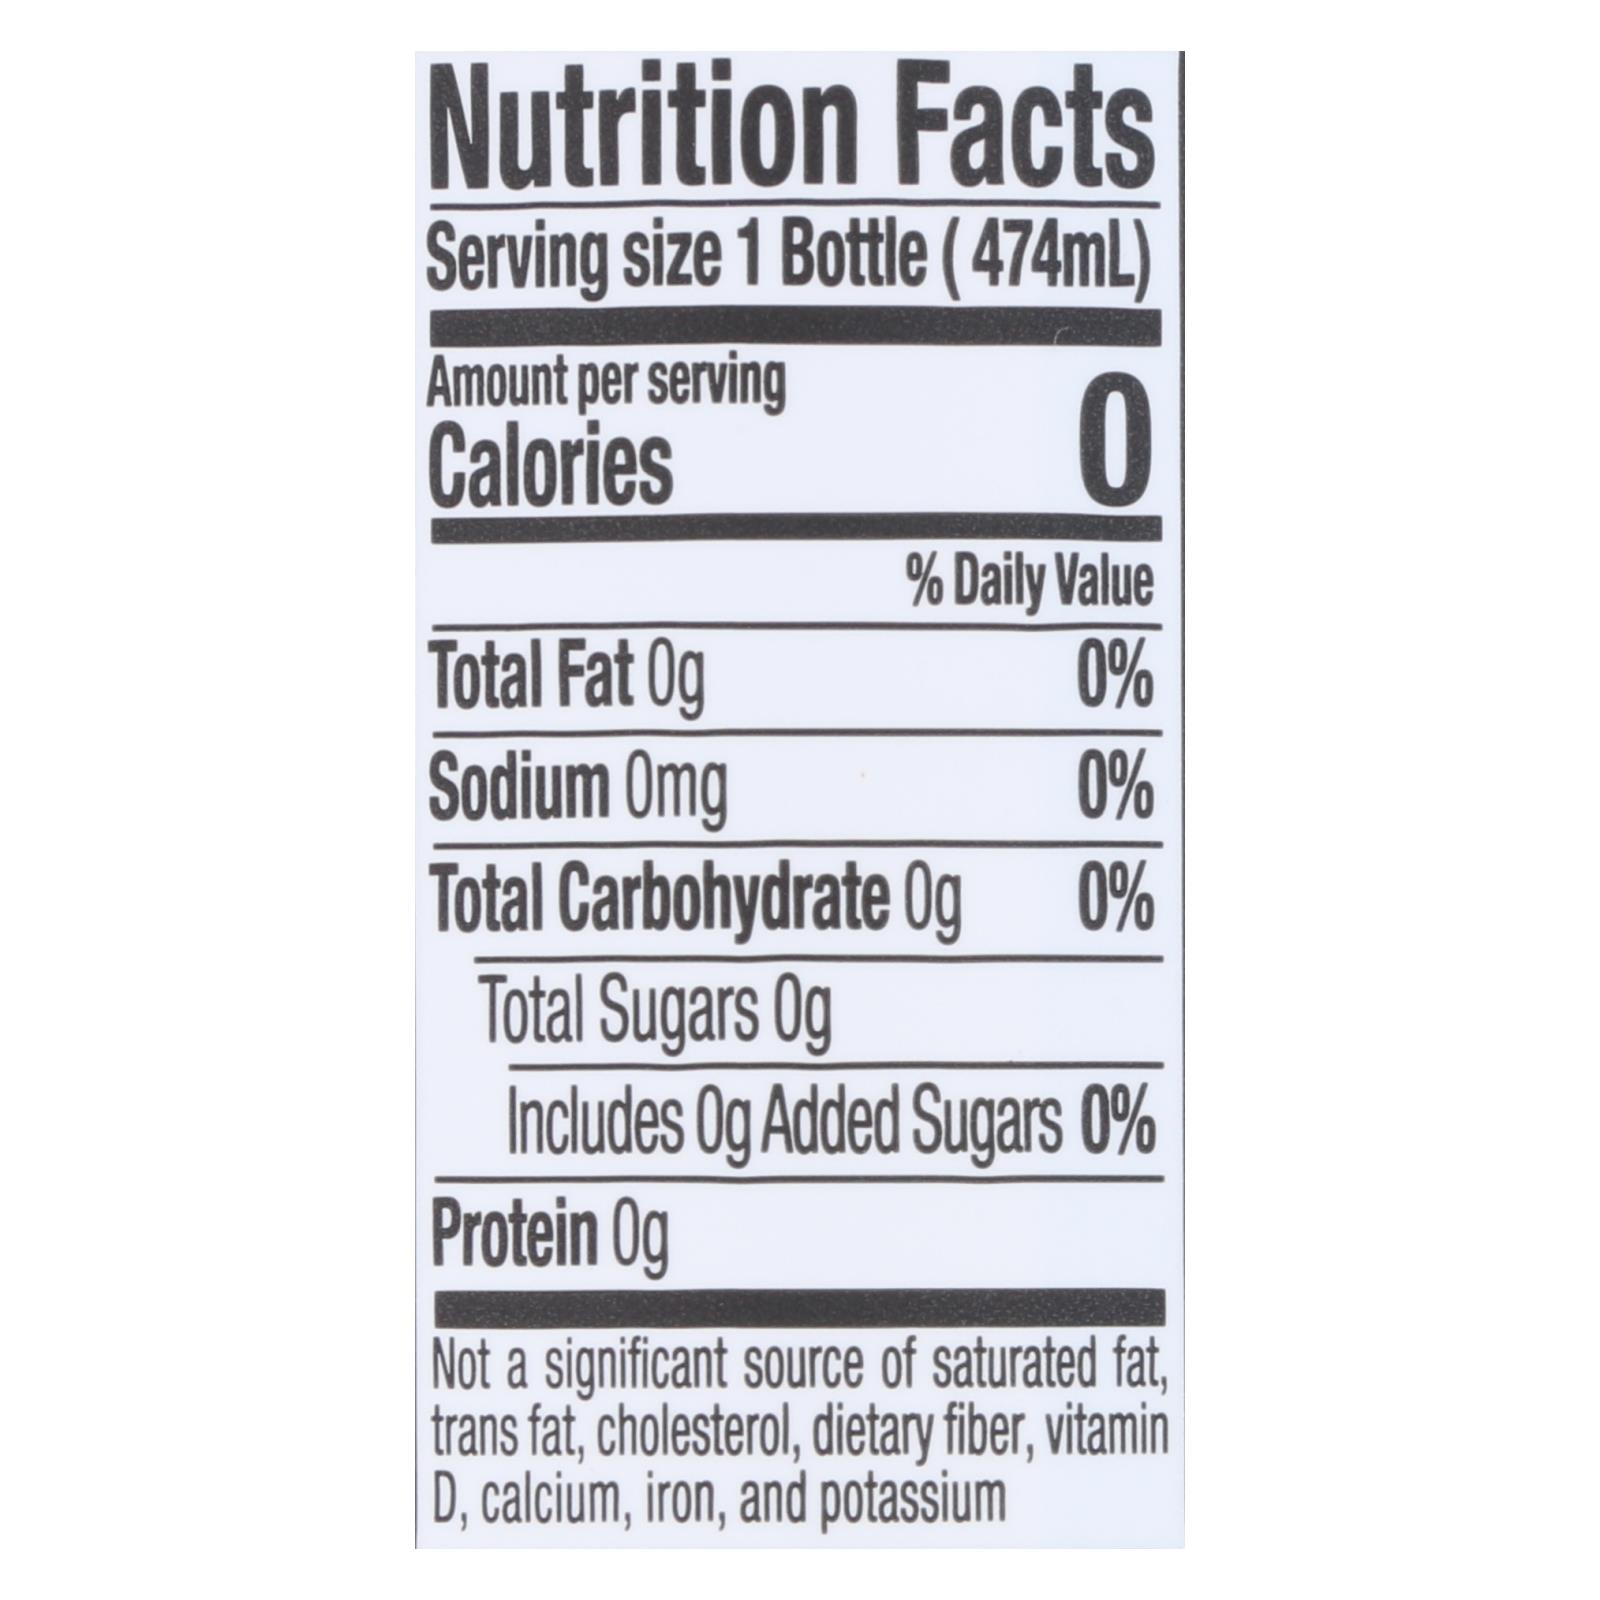 Nutrition Facts
Serving size 1 Bottle ( 474mL)
Amount per serving
Calories 0
% Daily Value
Total Fat 0g 0%
Sodium 0mg 0%
Total Carbohydrate 0g 0%
Total Sugars 0g
Includes 0g Added Sugars 0%
Protein 0g
Not a significant source of saturated fat,
trans fat, cholesterol, dietary fiber, vitamin
D, calcium, iron, and potassium